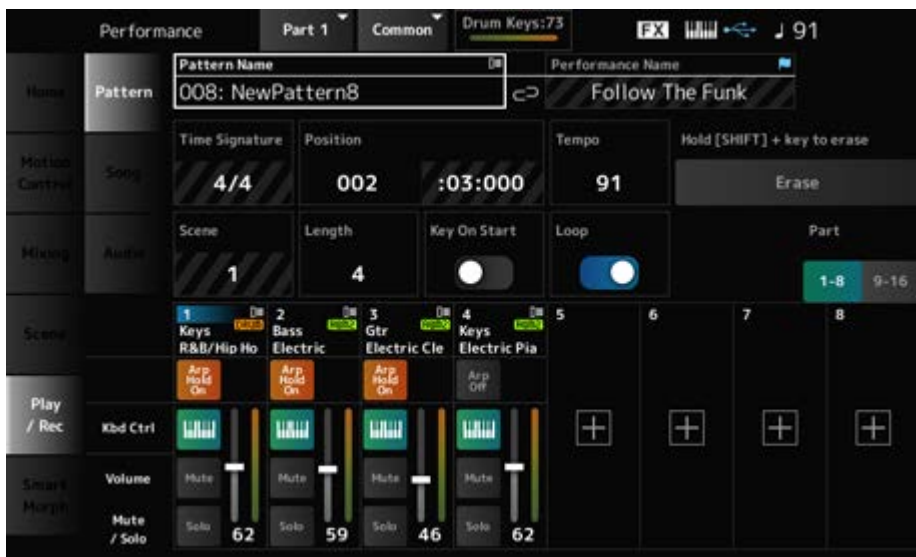 Performance
Part 1
Common
Drum Keys:73
FX
♩ 91
Home
Pattern
Pattern Name
008: NewPattern8
Performance Name
Follow The Funk
Motion
Control
Song
Time Signature
Position
Tempo
Hold [SHIFT] + key to erase
4/4
002
:03:000
91
Erase
Mixing
Audio
Scene
Length
Key On Start
Loop
Part
1
4
1-8
9-16
Scene
1
Keys
R&B/Hip Ho
Drum
2
Bass
Electric
3
Gtr
Electric Cle
4
Keys
Electric Pia
5
6
7
8
Arp
Hold
On
Arp
Hold
On
Arp
Hold
On
Arp
Off
Play
/ Rec
Kbd Ctrl
Smart
Morph
Volume
Mute
Mute
Mute
Mute
Mute
/ Solo
Solo
62
Solo
59
Solo
46
Solo
62